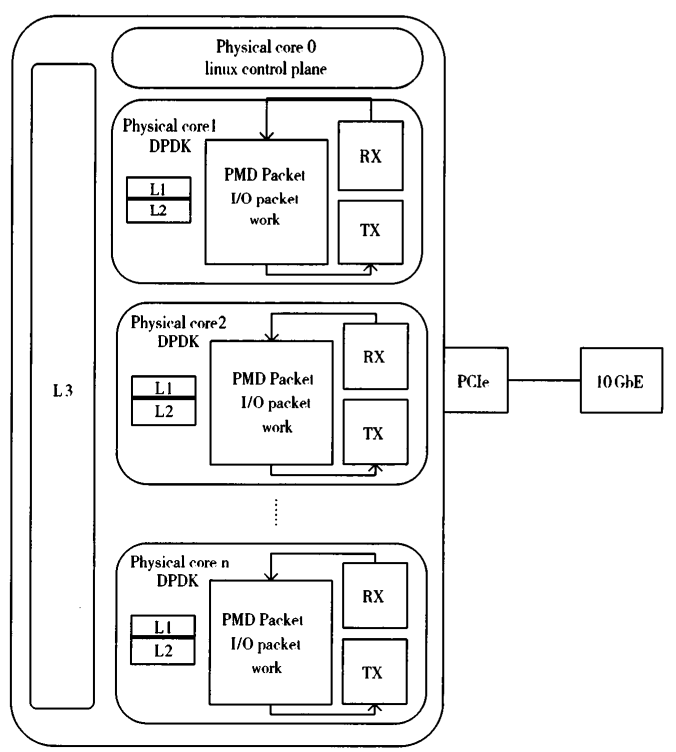 Physical core 0
linux control plane
Physical core1
DPDK
L1
L2
PMD Packet
I/O packet
work
RX
TX
Physical core2
DPDK
L1
L2
PMD Packet
I/O packet
work
RX
TX
L3
PCIe
10GbE
Physical core n
DPDK
L1
L2
PMD Packet
I/O packet
work
RX
TX